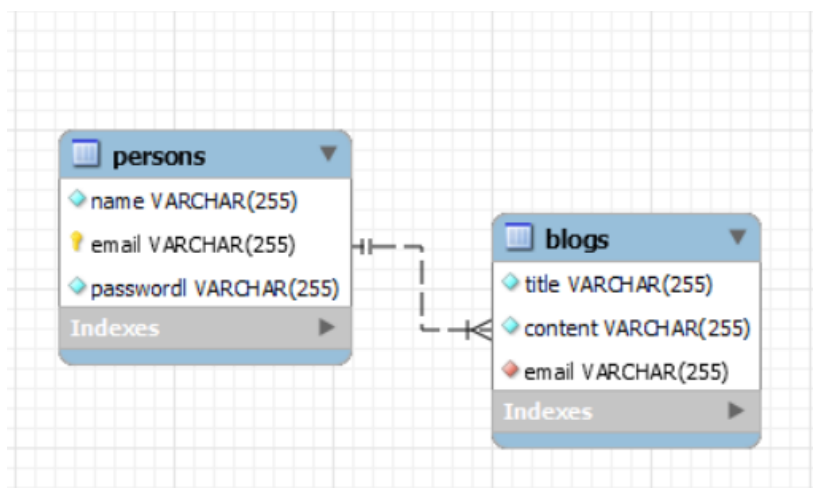 persons
name VARCHAR(255)
email VARCHAR(255)
passwordl VARCHAR(255)
Indexes
blogs
title VARCHAR(255)
content VARCHAR(255)
email VARCHAR(255)
Indexes